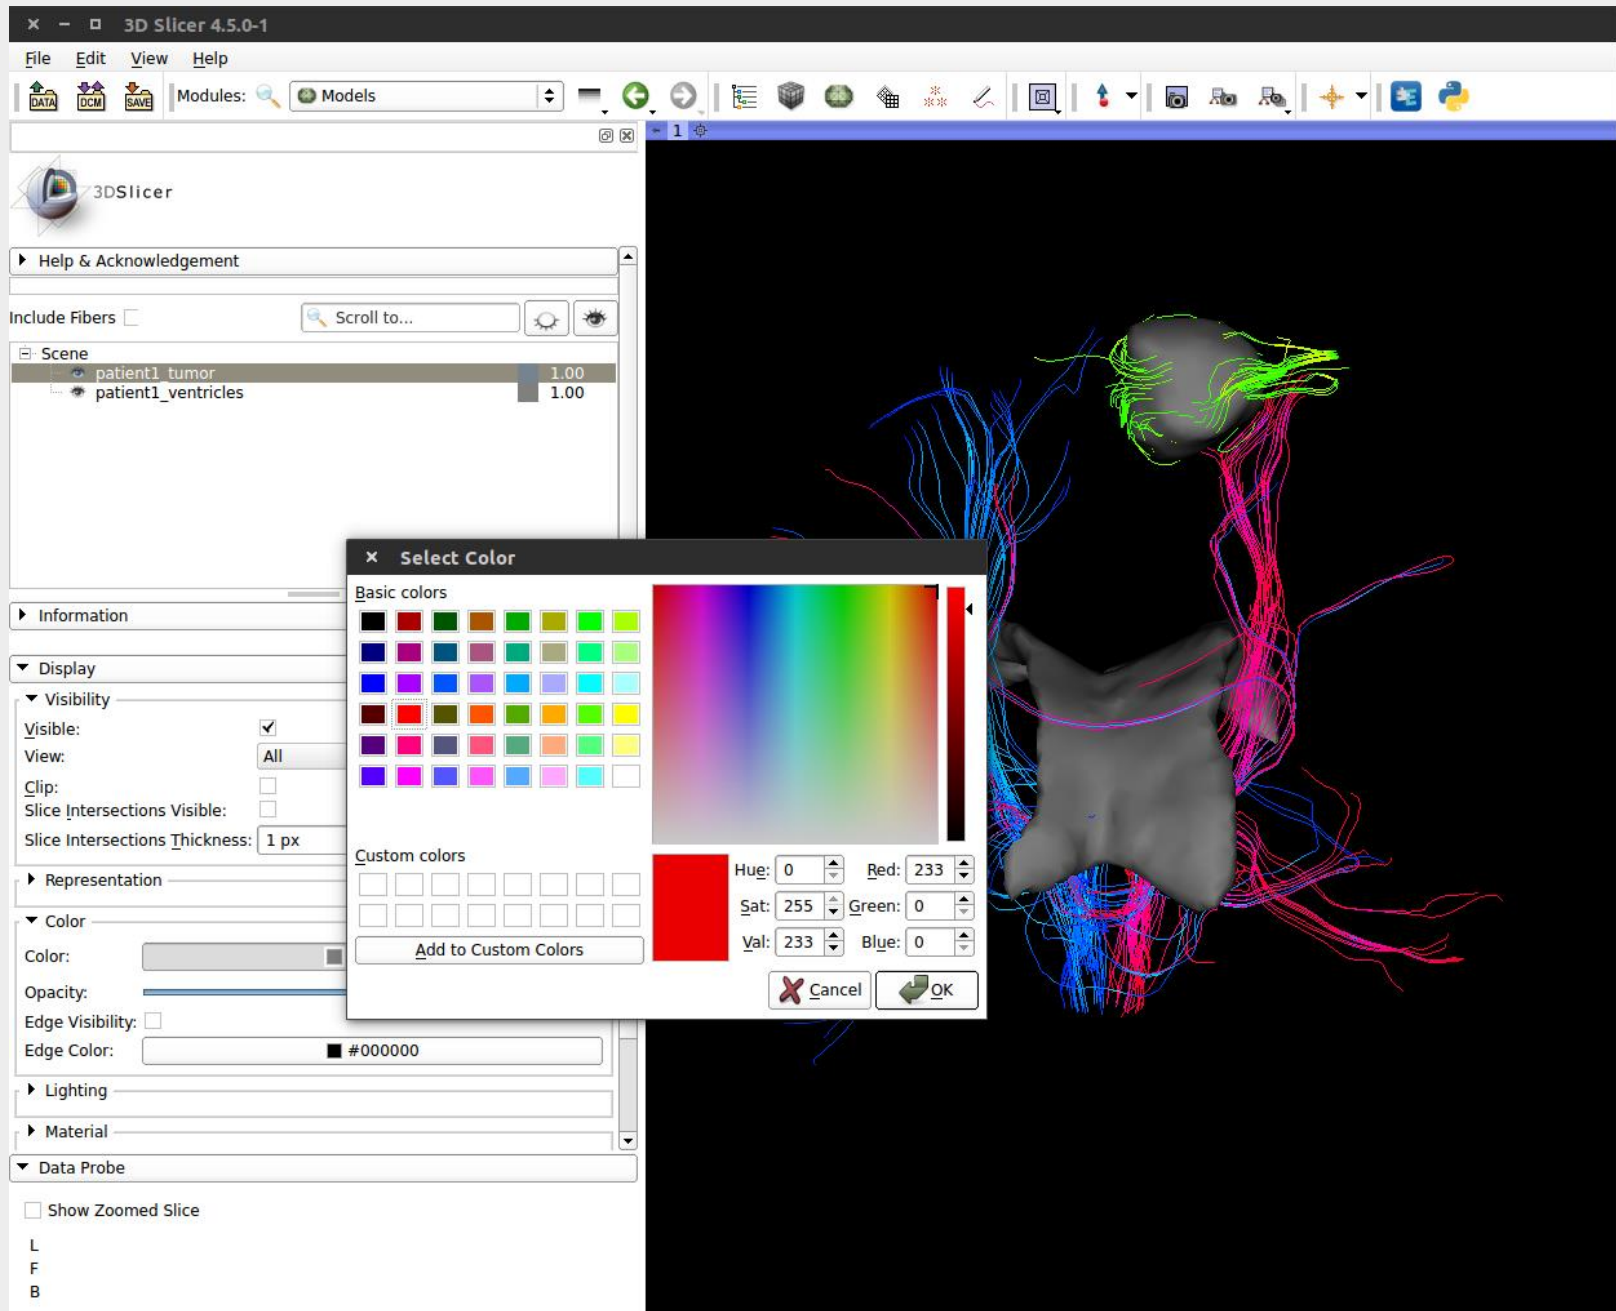 3D Slicer 4.5.0-1
File Edit View Help
DATA DCM SAVE Modules: Models
1
3DSlicer
Help & Acknowledgement
Include Fibers Scroll to...
Scene
patient1_tumor 1.00
patient1_ventricles 1.00
Select Color
Basic colors
Information
Display
Visibility
Visible:
View: All
Clip:
Slice Intersections Visible:
Slice Intersections Thickness: 1 px
Custom colors
Hue: 0 Red: 233
Representation
Sat: 255 Green: 0
Color
Val: 233 Blue: 0
Add to Custom Colors
Color:
Cancel OK
Opacity:
Edge Visibility:
Edge Color: #000000
Lighting
Material
Data Probe
Show Zoomed Slice
L
F
B